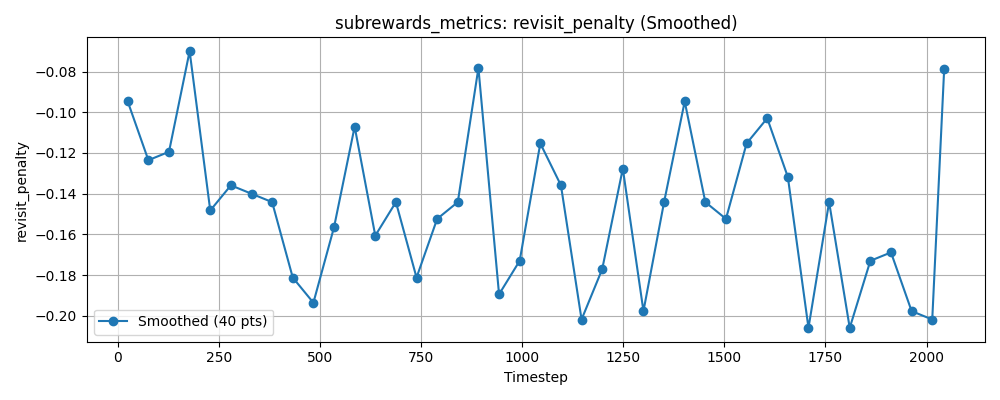 subrewards_metrics: revisit_penalty (Smoothed)
revisit_penalty
−0.08
−0.10
−0.12
−0.14
−0.16
−0.18
−0.20
Smoothed (40 pts)
0 250 500 750 1000 1250 1500 1750 2000
Timestep